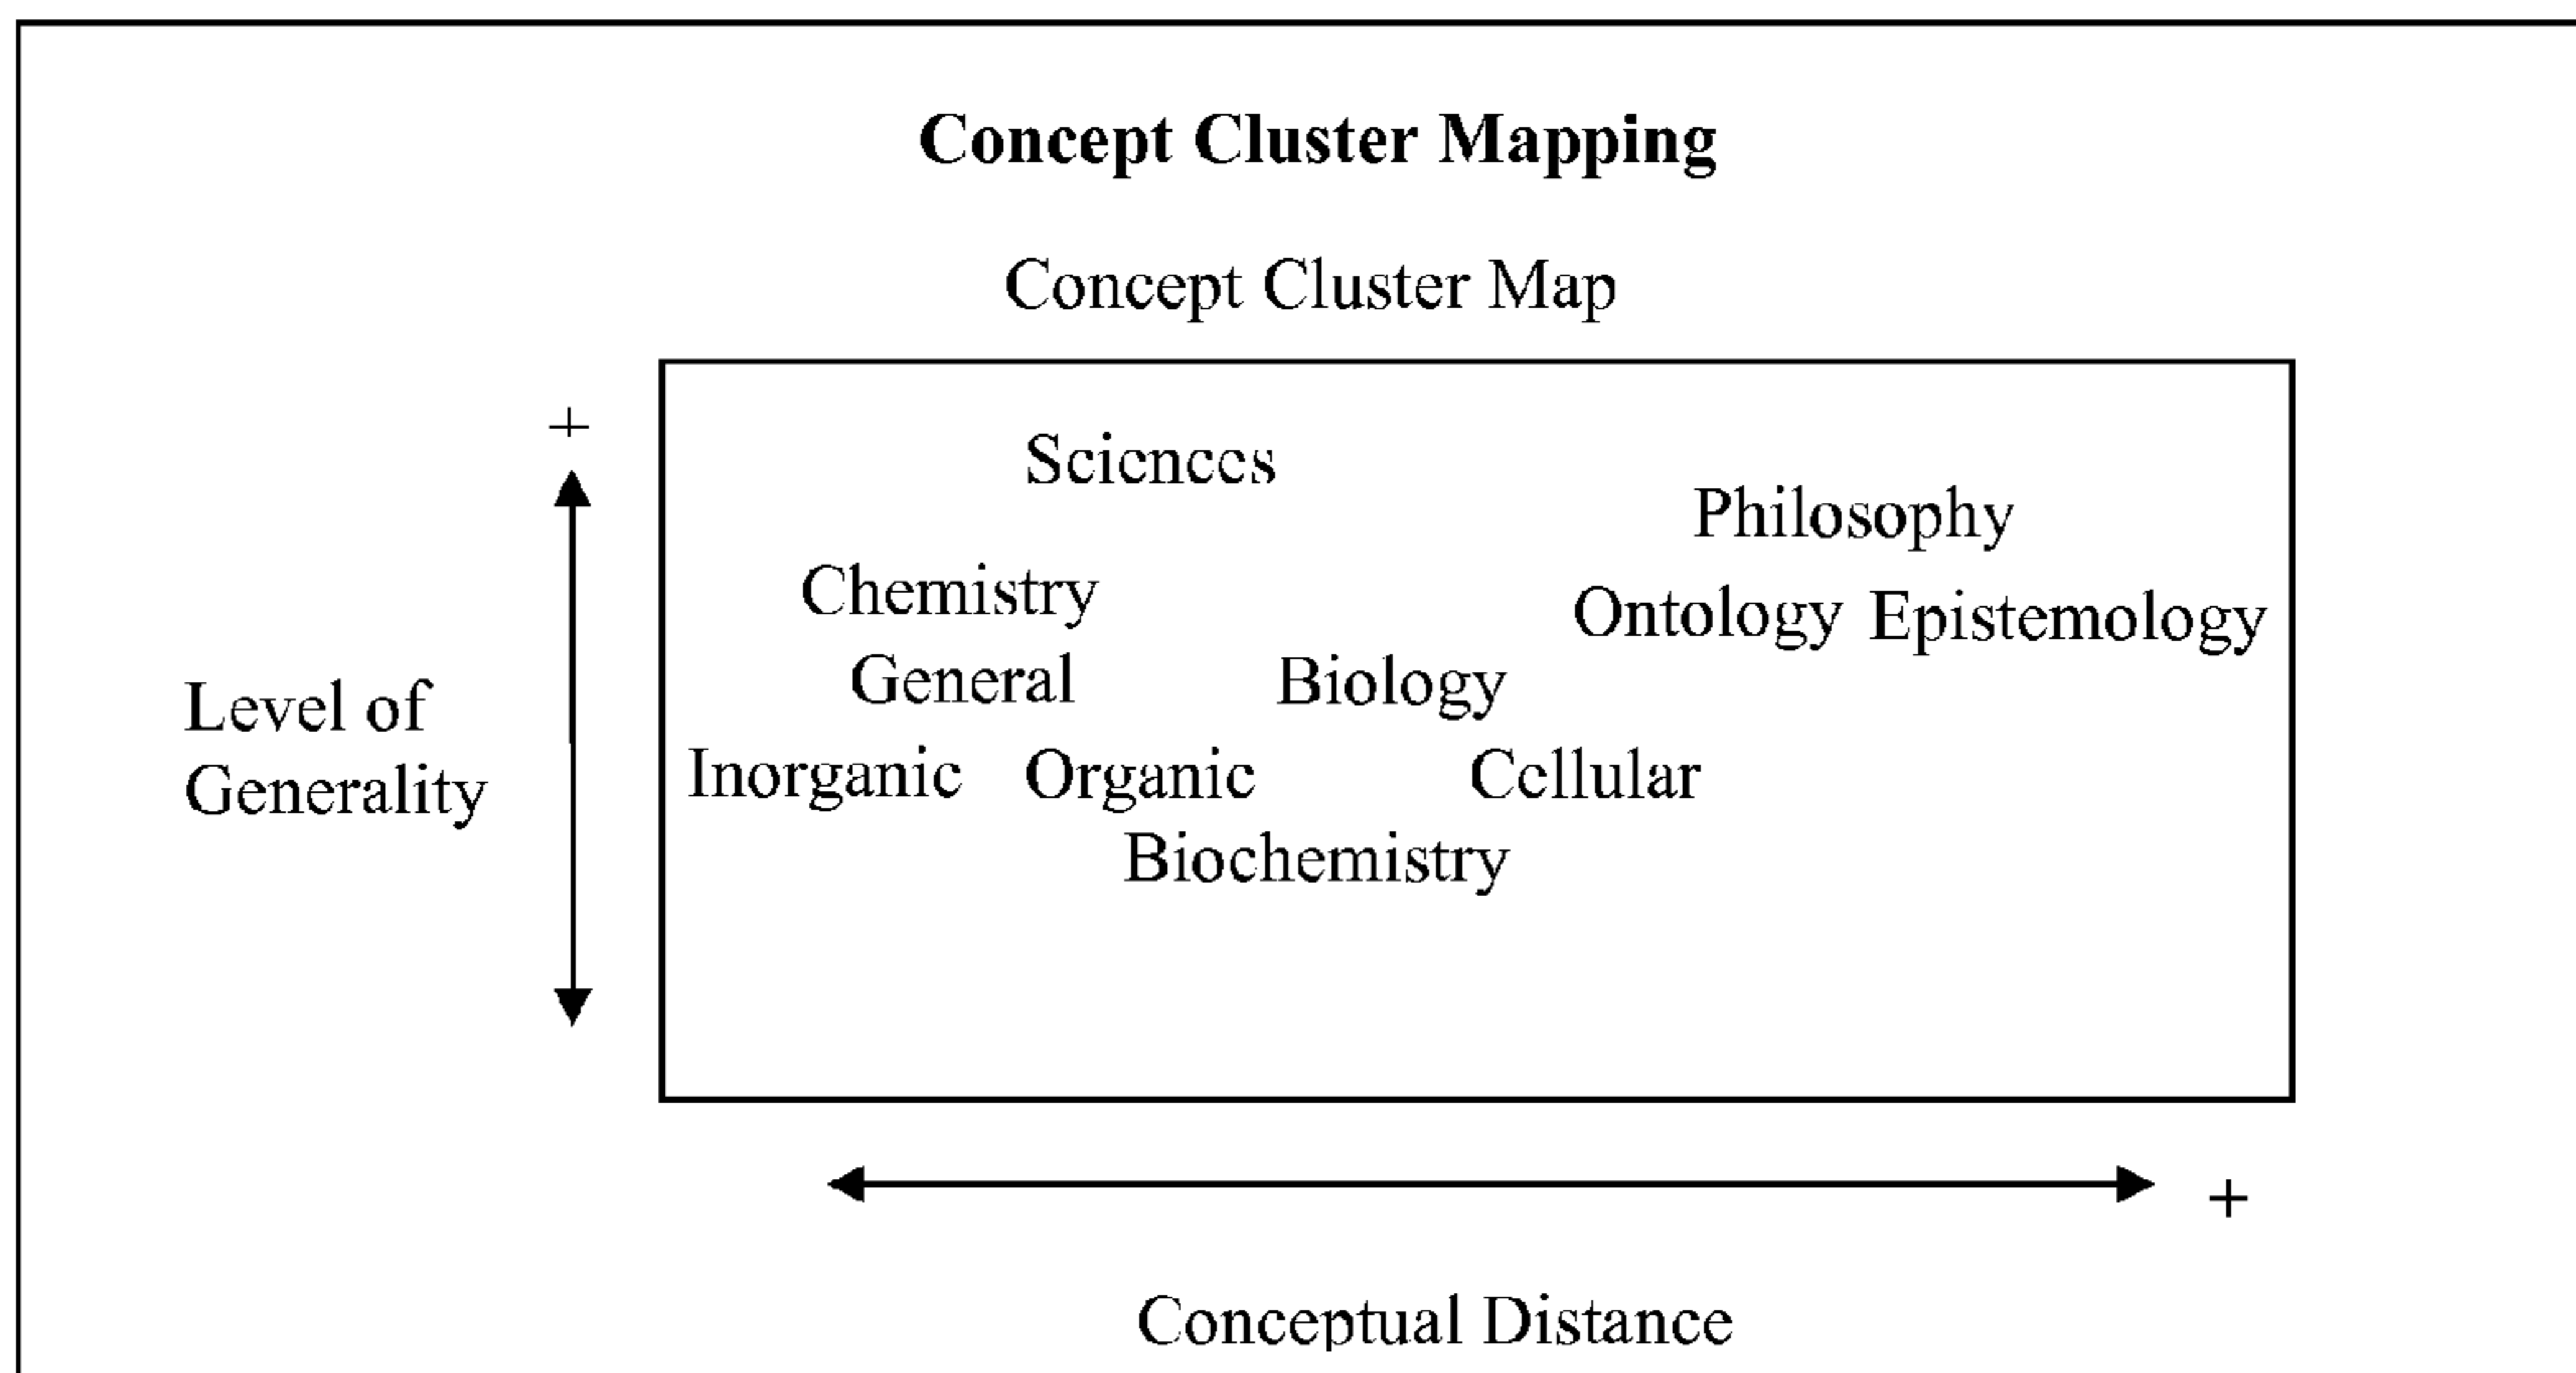 Concept Cluster Mapping
Concept Cluster Map
+
Sciences
Philosophy
Chemistry
Ontology Epistemology
General Biology
Level of
Generality
Inorganic Organic Cellular
Biochemistry
+
Conceptual Distance